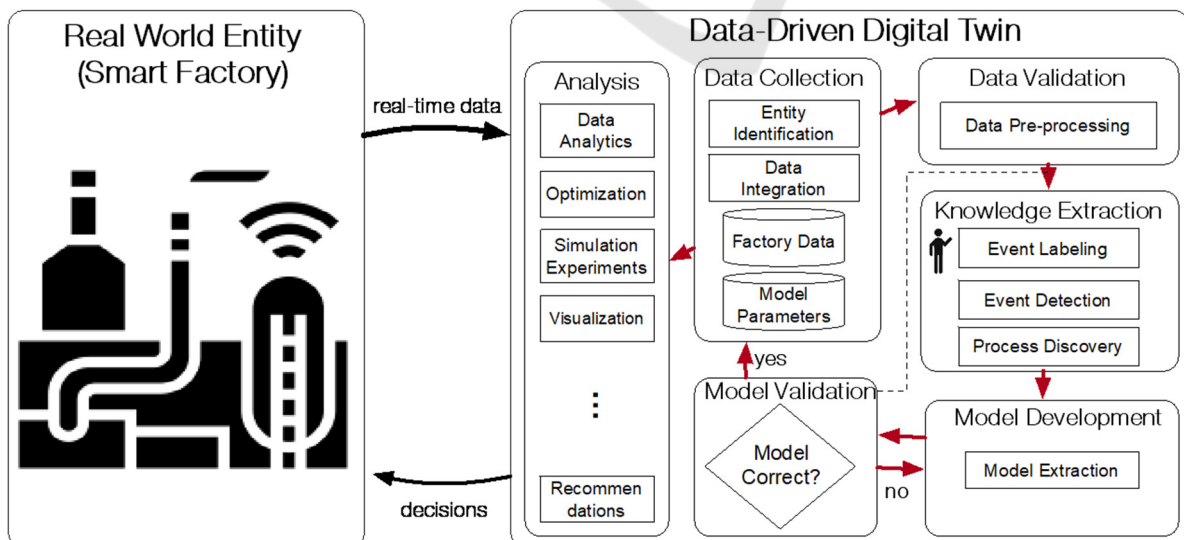 Real World Entity
(Smart Factory)
real-time data
decisions
Data-Driven Digital Twin
Analysis
Data
Analytics
Optimization
Simulation
Experiments
Visualization
...
Recommen
dations
Data Collection
Entity
Identification
Data
Integration
Factory Data
Model
Parameters
yes
Model Validation
Model
Correct?
no
Data Validation
Data Pre-processing
Knowledge Extraction
Event Labeling
Event Detection
Process Discovery
Model Development
Model Extraction